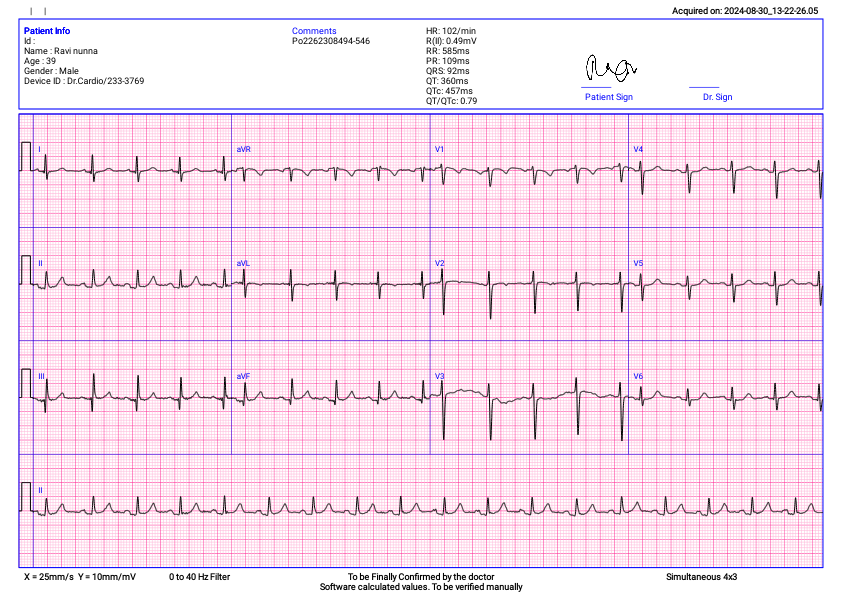 Acquired on: 2024-08-30_13-22-26.05
Patient Info
Id :
Name : Ravi nunna
Age : 39
Gender : Male
Device ID : Dr.Cardio/233-3769
Comments
Po2262308494-546
HR: 102/min
R(II): 0.49mV
RR: 585ms
PR: 109ms
QRS: 92ms
QT: 360ms
QTc: 457ms
QT/QTc: 0.79
Patient Sign
Dr. Sign
I
aVR
V1
V4
II
aVL
V2
V5
III
aVF
V3
V6
II
X = 25mm/s Y = 10mm/mV
0 to 40 Hz Filter
To be Finally Confirmed by the doctor
Software calculated values. To be verified manually
Simultaneous 4x3